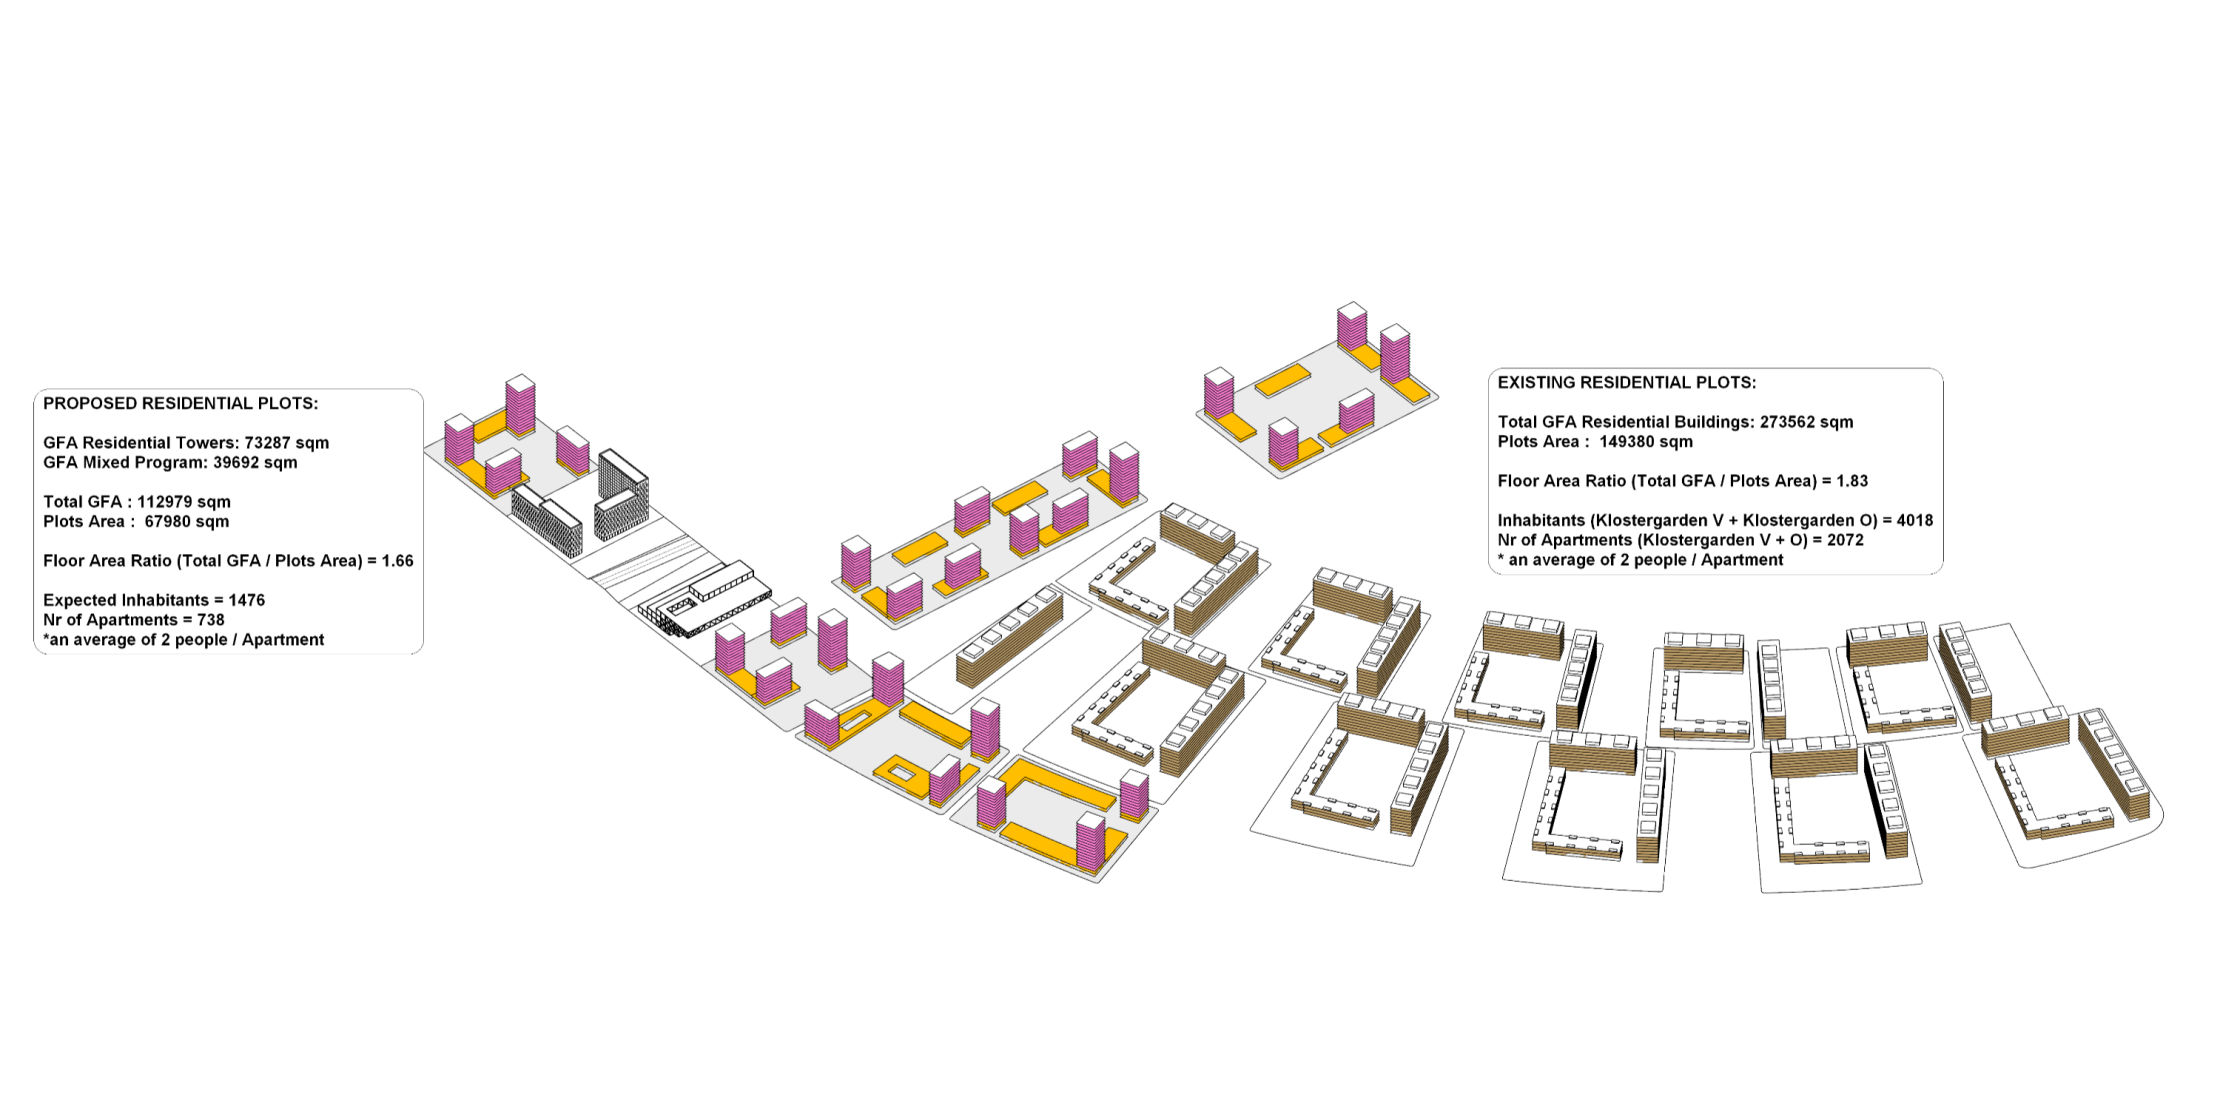 PROPOSED RESIDENTIAL PLOTS:
GFA Residential Towers: 73287 sqm
GFA Mixed Program: 39692 sqm
Total GFA : 112979 sqm
Plots Area :  67980 sqm
Floor Area Ratio (Total GFA / Plots Area) = 1.66
Expected Inhabitants = 1476
Nr of Apartments = 738
*an average of 2 people / Apartment
EXISTING RESIDENTIAL PLOTS:
Total GFA Residential Buildings: 273562 sqm
Plots Area :  149380 sqm
Floor Area Ratio (Total GFA / Plots Area) = 1.83
Inhabitants (Klostergarden V + Klostergarden O) = 4018
Nr of Apartments (Klostergarden V + O) = 2072
* an average of 2 people / Apartment